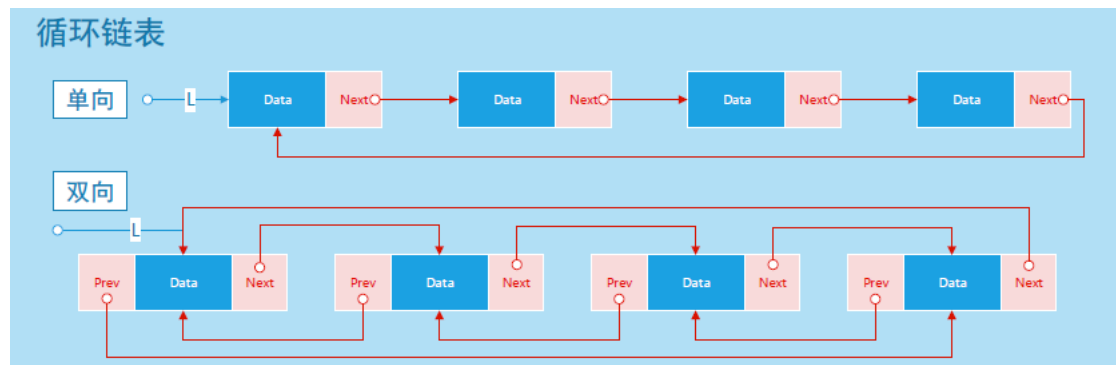 循环链表
单向 L Data Next Data Next Data Next Data Next
双向
L
Prev Data Next Prev Data Next Prev Data Next Prev Data Next